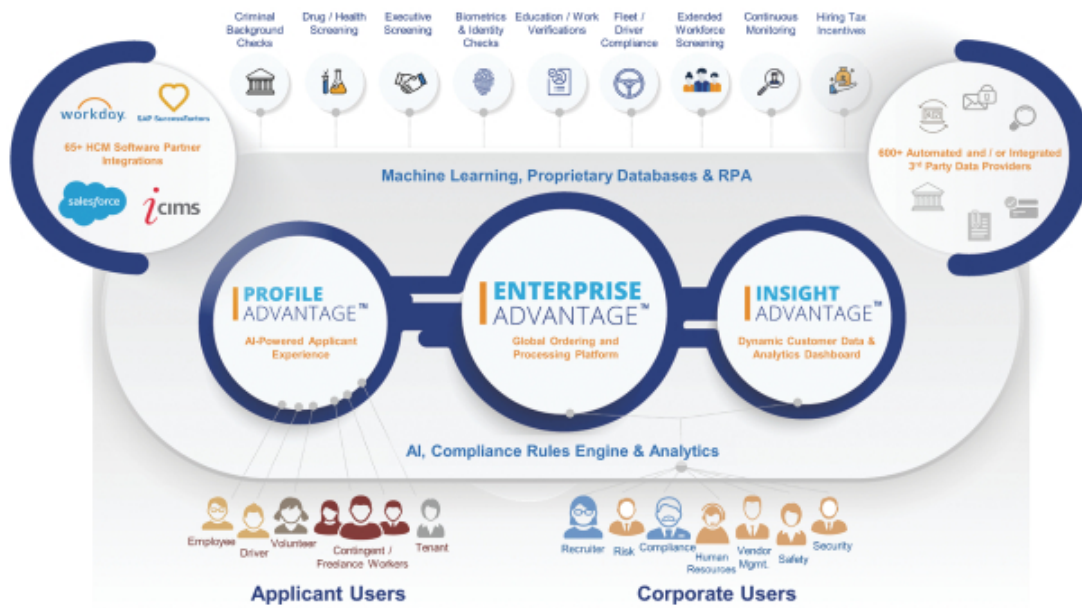 Criminal
Background
Checks
Drug / Health
Screening
Executive
Screening
Biometrics
& Identity
Checks
Education / Work
Verifications
Fleet /
Driver
Compliance
Extended
Workforce
Screening
Continuous
Monitoring
Hiring Tax
Incentives
workday.
SAP SuccessFactors
65+ HCM Software Partner
Integrations
salesforce
icims
600+ Automated and / or Integrated
3rd Party Data Providers
Machine Learning, Proprietary Databases & RPA
PROFILE
ADVANTAGE™
AI-Powered Applicant
Experience
ENTERPRISE
ADVANTAGE™
Global Ordering and
Processing Platform
INSIGHT
ADVANTAGE™
Dynamic Customer Data &
Analytics Dashboard
AI, Compliance Rules Engine & Analytics
Employee
Driver
Volunteer
Contingent /
Freelance Workers
Tenant
Recruiter
Risk
Compliance
Human
Resources
Vendor
Mgmt.
Safety
Security
Applicant Users
Corporate Users